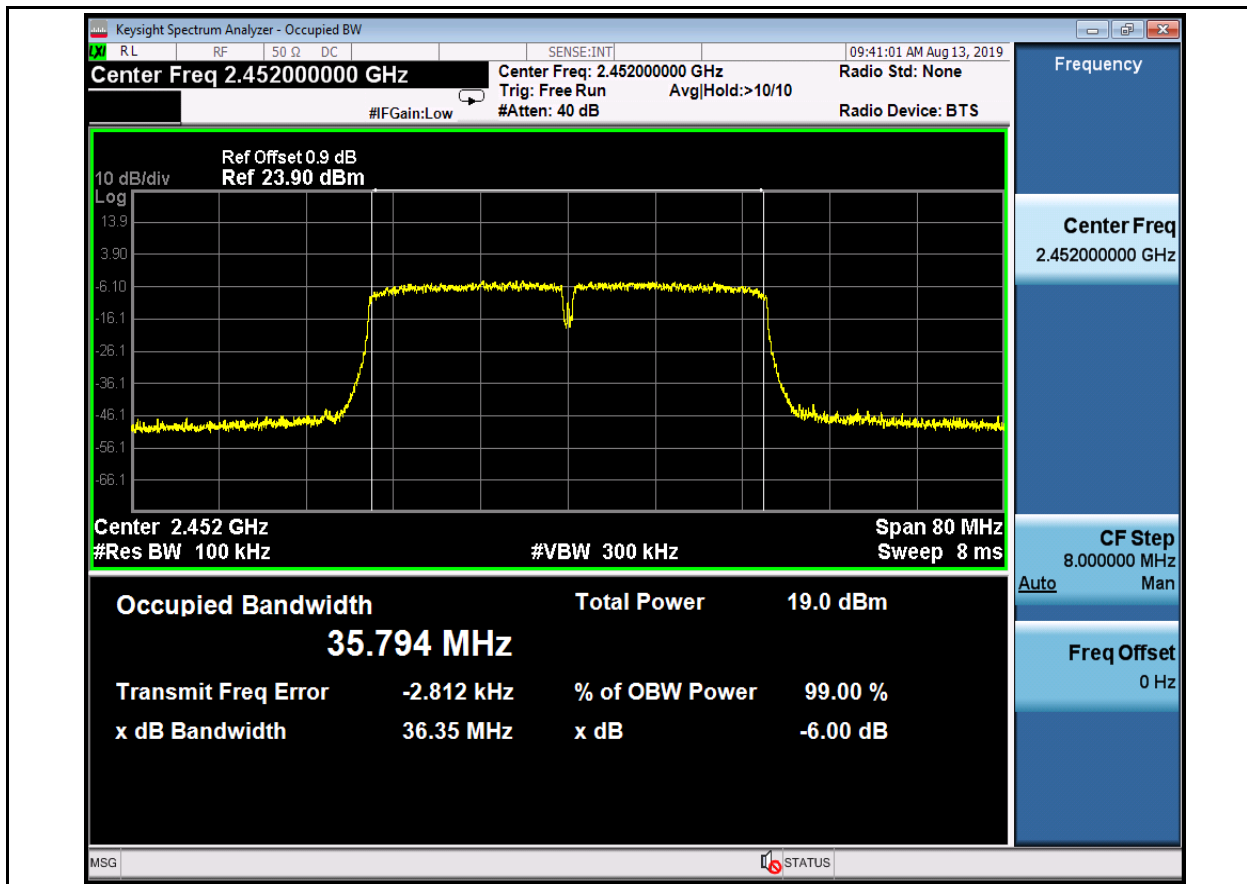 Keysight Spectrum Analyzer - Occupied BW
LXI RL RF 50 Ω DC SENSE:INT 09:41:01 AM Aug 13, 2019
Center Freq 2.452000000 GHz
Center Freq: 2.452000000 GHz Radio Std: None
Trig: Free Run Avg|Hold:>10/10
#IFGain:Low #Atten: 40 dB Radio Device: BTS
Ref Offset 0.9 dB
10 dB/div Ref 23.90 dBm
Log
13.9
3.90
-6.10
-16.1
-26.1
-36.1
-46.1
-56.1
-66.1
Center 2.452 GHz Span 80 MHz
#Res BW 100 kHz #VBW 300 kHz Sweep 8 ms
Occupied Bandwidth Total Power 19.0 dBm
35.794 MHz
Transmit Freq Error -2.812 kHz % of OBW Power 99.00 %
x dB Bandwidth 36.35 MHz x dB -6.00 dB
MSG STATUS
Frequency
Center Freq
2.452000000 GHz
CF Step
8.000000 MHz
Auto Man
Freq Offset
0 Hz